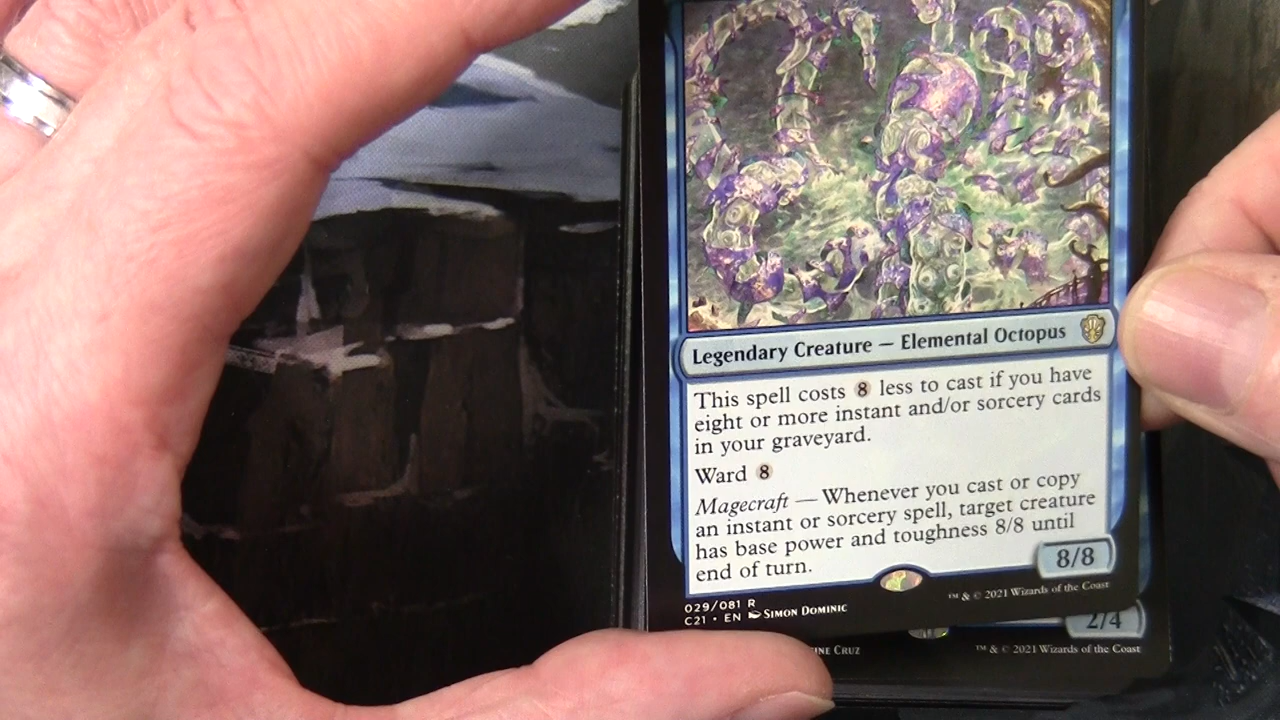 Legendary Creature — Elemental Octopus
This spell costs 8 less to cast if you have
eight or more instant and/or sorcery cards
in your graveyard.
Ward 8
Magecraft — Whenever you cast or copy
an instant or sorcery spell, target creature
has base power and toughness 8/8 until
end of turn.
8/8
029/081 R
C21 • EN SIMON DOMINIC
™ & © 2021 Wizards of the Coast
2/4
CRUZ
™ & © 2021 Wizards of the Coast